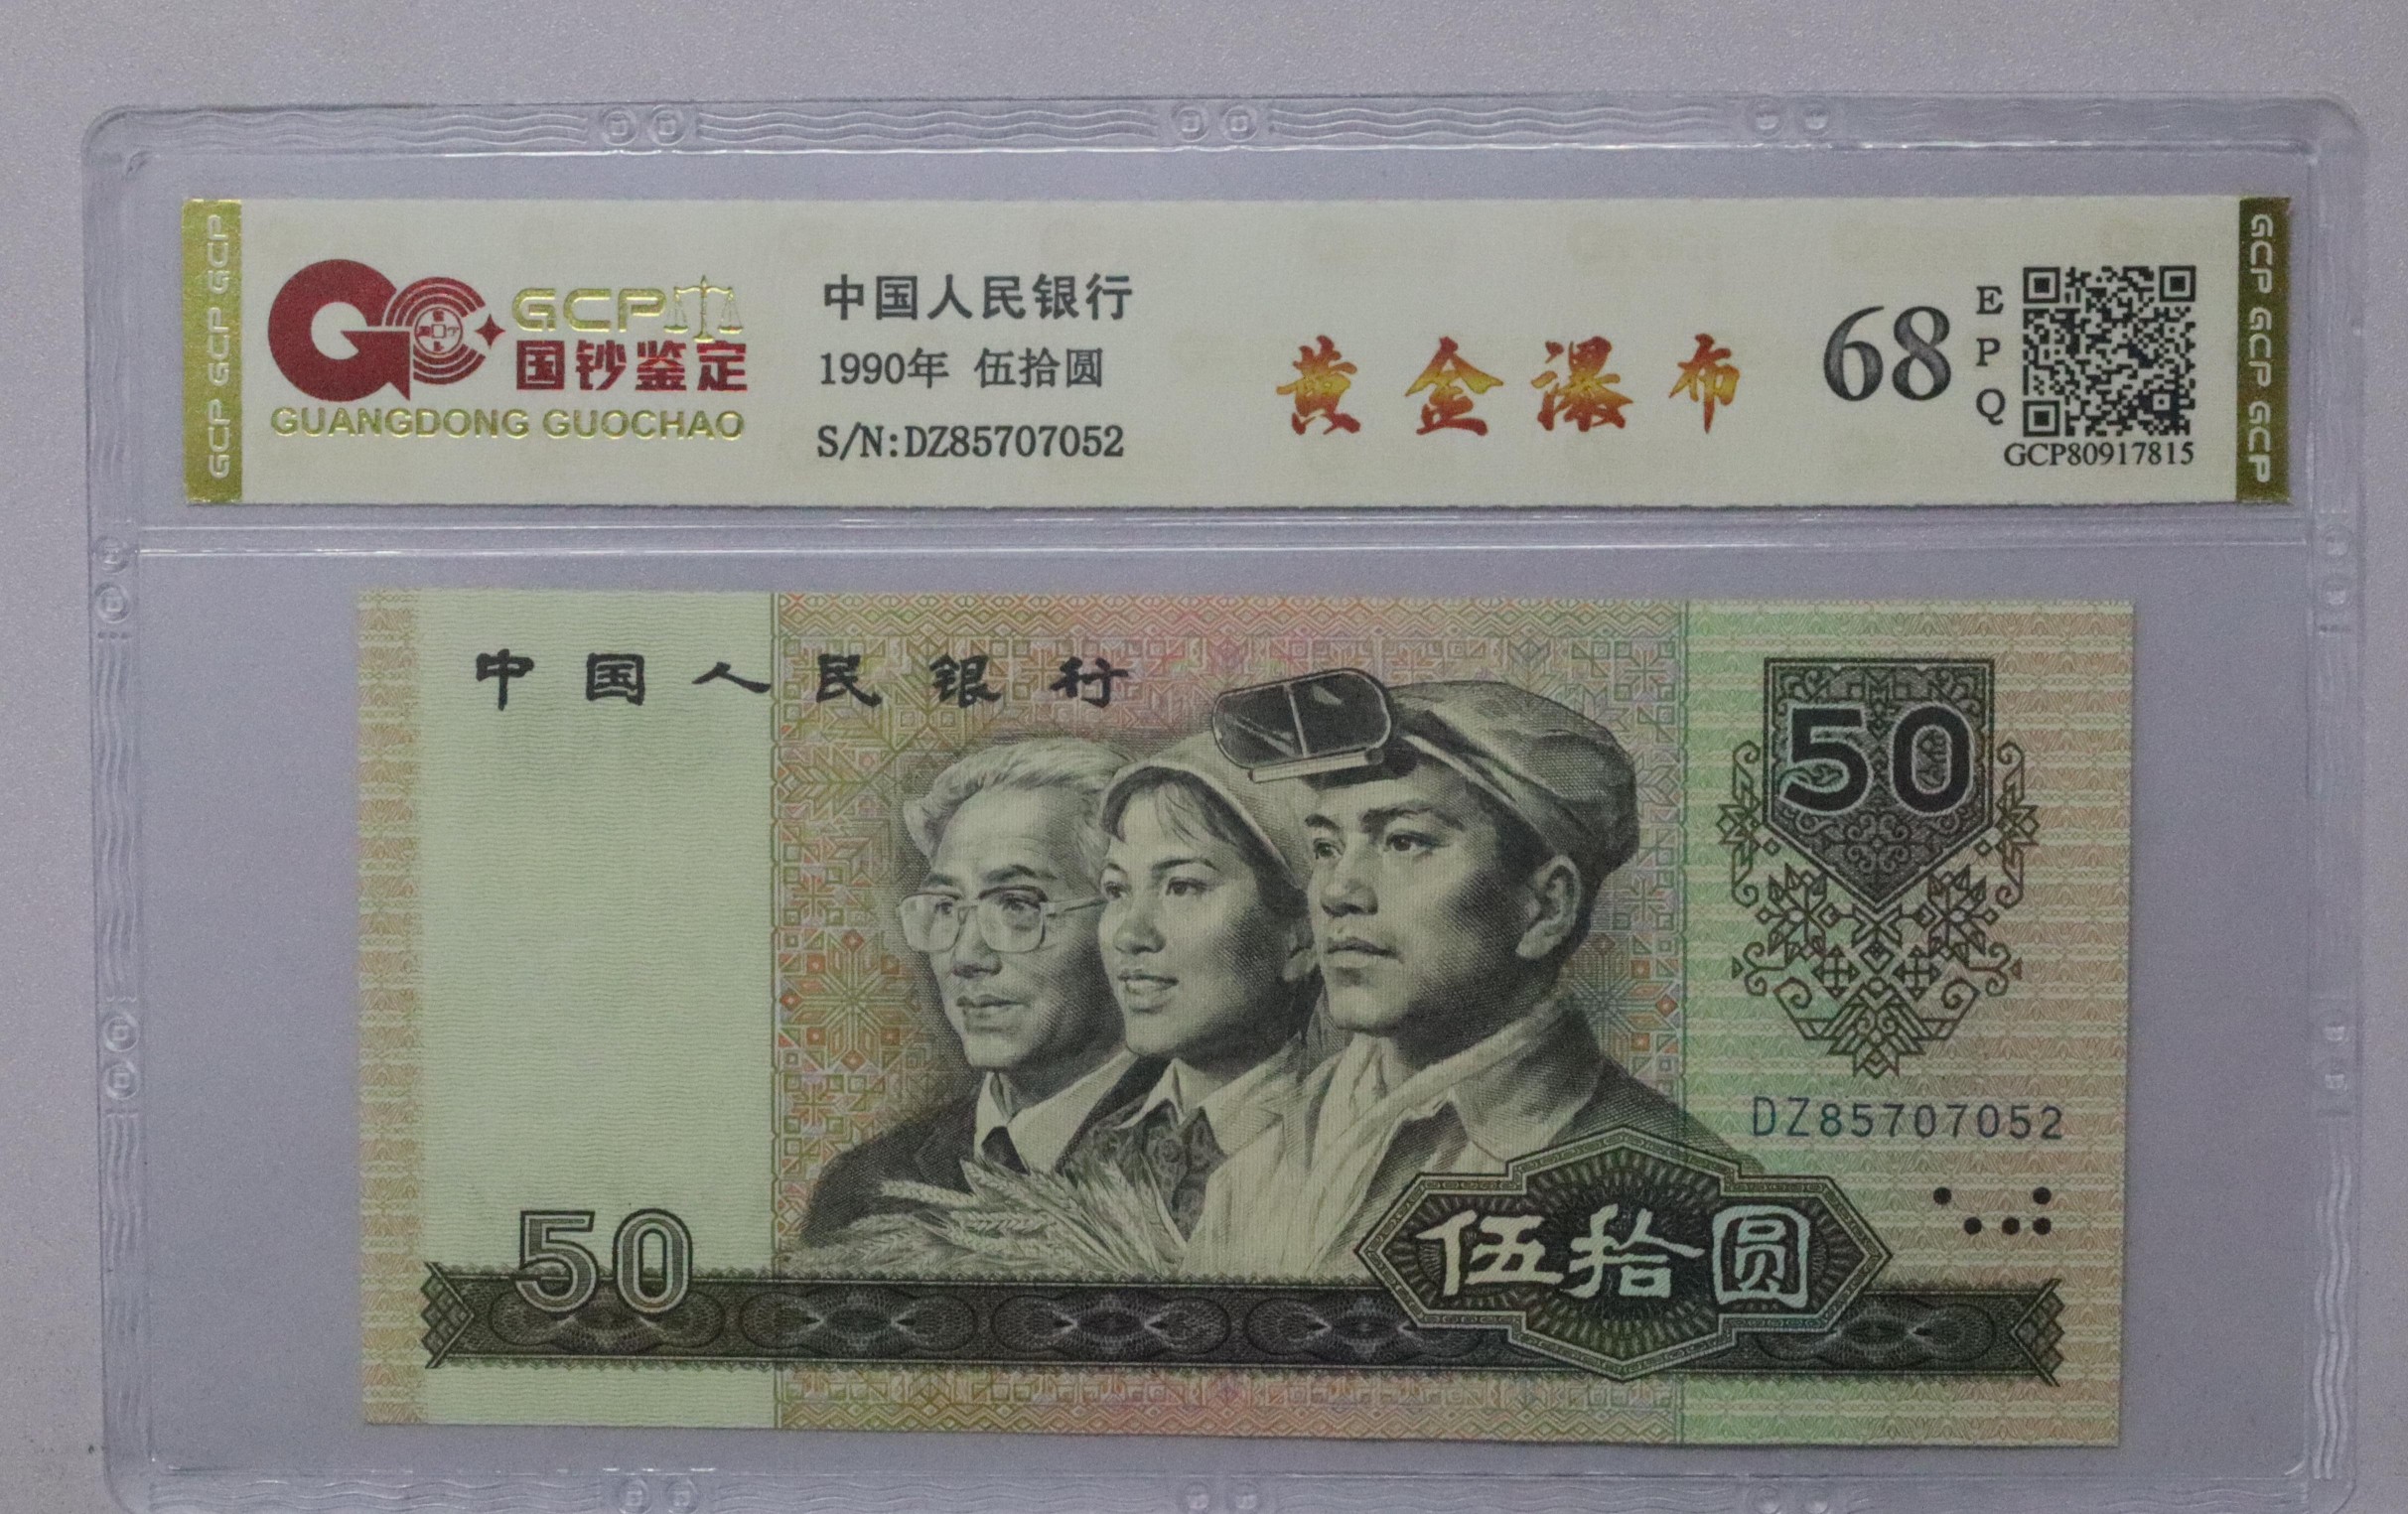 GCP GCP GCP
GCP
国钞鉴定
GUANGDONG GUOCHAO
中国人民银行
1990年 伍拾圆
S/N:DZ85707052
黄金瀑布
68
EPQ
GCP80917815
GCP GCP GCP
中国人民银行
50
DZ85707052
50
伍拾圆